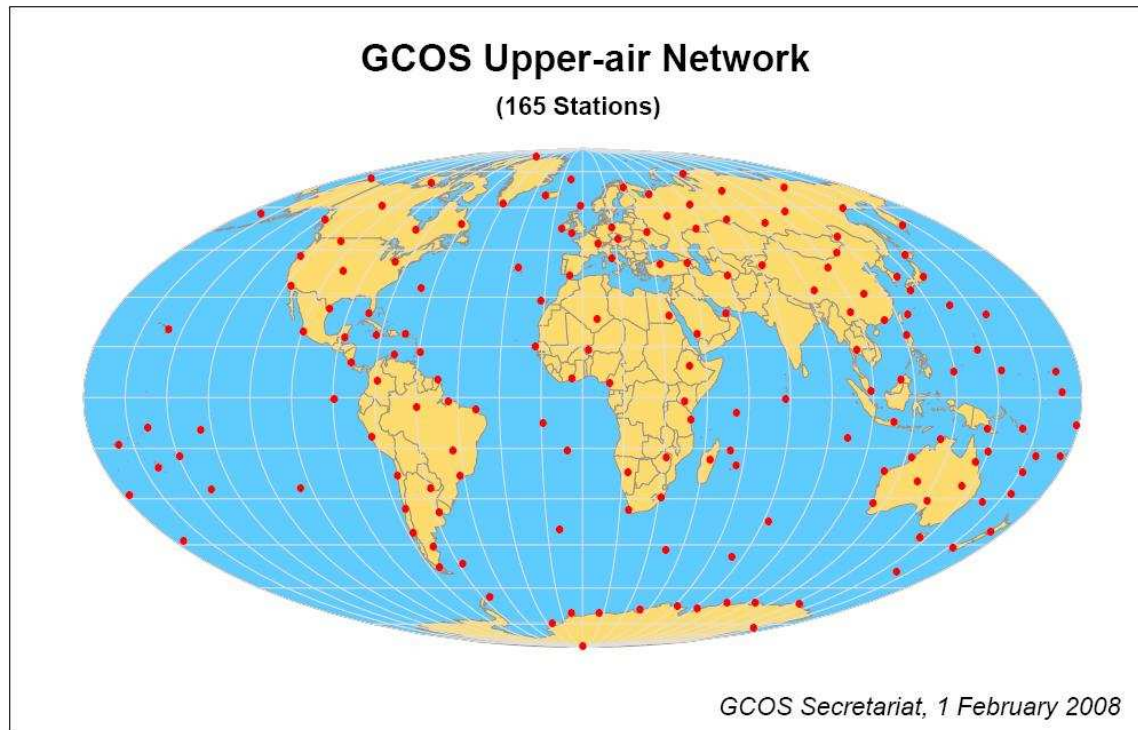 GCOS Upper-air Network
(165 Stations)
GCOS Secretariat, 1 February 2008